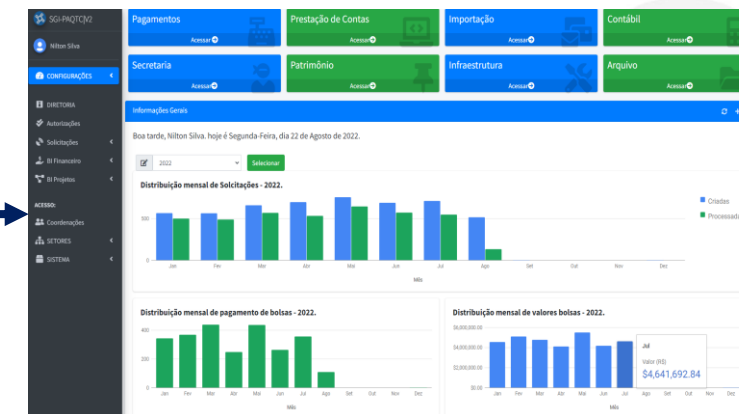 SGI-PAQTC|V2
Nilton Silva
CONFIGURAÇÕES
DIRETORIA
Autorizações
Solicitações
BI Financeiro
BI Projetos
ACESSO:
Coordenações
SETORES
SISTEMA
Pagamentos
Acessar
Prestação de Contas
Acessar
Importação
Acessar
Contábil
Acessar
Secretaria
Acessar
Patrimônio
Acessar
Infraestrutura
Acessar
Arquivo
Acessar
Informações Gerais
Boa tarde, Nilton Silva. hoje é Segunda-Feira, dia 22 de Agosto de 2022.
2022
Selecionar
Distribuição mensal de Solcitações - 2022.
500
0
Jan Fev Mar Abr Mai Jun Jul Ago Set Out Nov Dez
Mês
Criadas
Processada
Distribuição mensal de pagamento de bolsas - 2022.
400
200
0
Jan Fev Mar Abr Mai Jun Jul Ago Set Out Nov Dez
Mês
Distribuição mensal de valores bolsas - 2022.
$6,000,000.00
$4,000,000.00
$2,000,000.00
$0.00
Jan Fev Mar Abr Mai Jun Jul Ago Set Out Nov Dez
Mês
Jul
Valor (R$)
$4,641,692.84